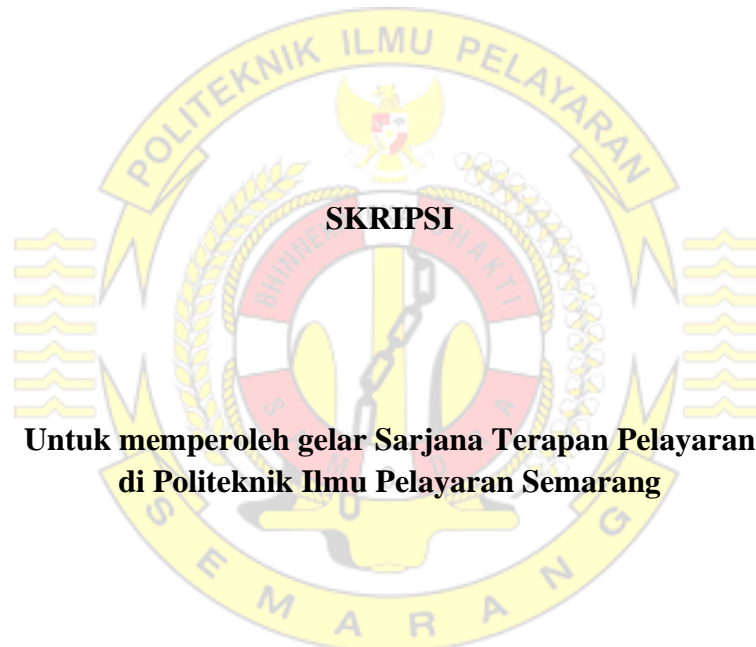 POLITEKNIK ILMU PELAYARAN
SKRIPSI
Untuk memperoleh gelar Sarjana Terapan Pelayaran
di Politeknik Ilmu Pelayaran Semarang
SEMARANG